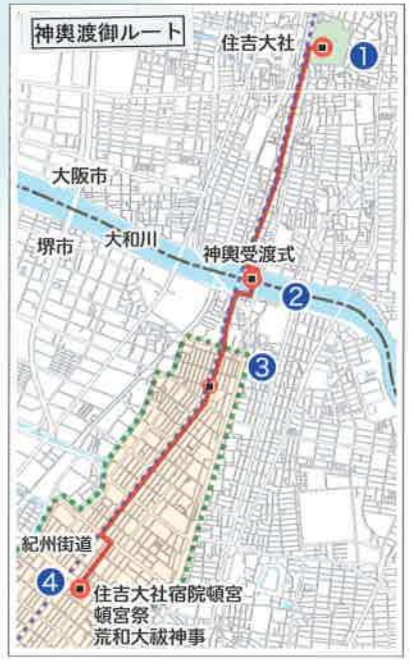 神輿渡御ルート
住吉大社
1
大阪市
堺市
大和川
神輿受渡式
2
3
紀州街道
4
住吉大社宿院頓宮
頓宮祭
荒和大祓神事